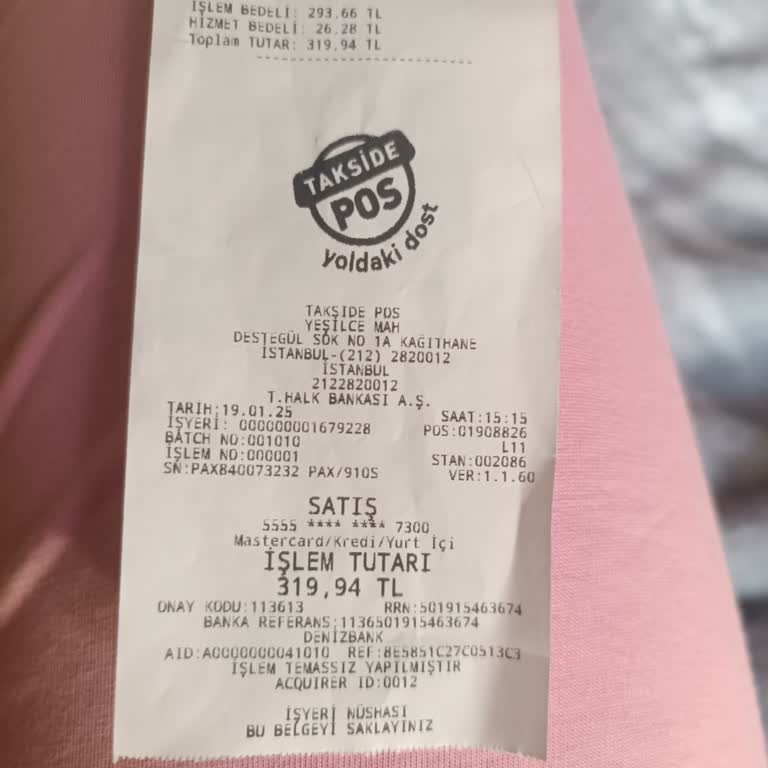 İŞLEM BEDELİ: 293,66 TL
HİZMET BEDELİ: 26,28 TL
Toplam TUTAR: 319,94 TL
TAKSİDE
POS
yoldaki dost
TAKSİDE POS
YEŞİLCE MAH
DESTEGÜL SOK NO 1A KAĞITHANE
İSTANBUL-(212) 2820012
İSTANBUL
2122820012
T.HALK BANKASI A.Ş.
TARİH:19.01.25 SAAT:15:15
İŞYERİ: 000000001679228 POS:01908826
BATCH NO:001010 L11
İŞLEM NO:000001 STAN:002086
SN:PAX840073232 PAX/910S VER:1.1.60
SATIŞ
5555 **** **** 7300
Mastercard/Kredi/Yurt İçi
İŞLEM TUTARI
319,94 TL
ONAY KODU:113613 RRN:501915463674
BANKA REFERANS:1136501915463674
DENİZBANK
AID:A0000000041010 REF:8E5851C27C0513C3
İŞLEM TEMASSIZ YAPILMIŞTIR
ACQUIRER ID:0012
İŞYERİ NÜSHASI
BU BELGEYİ SAKLAYINIZ